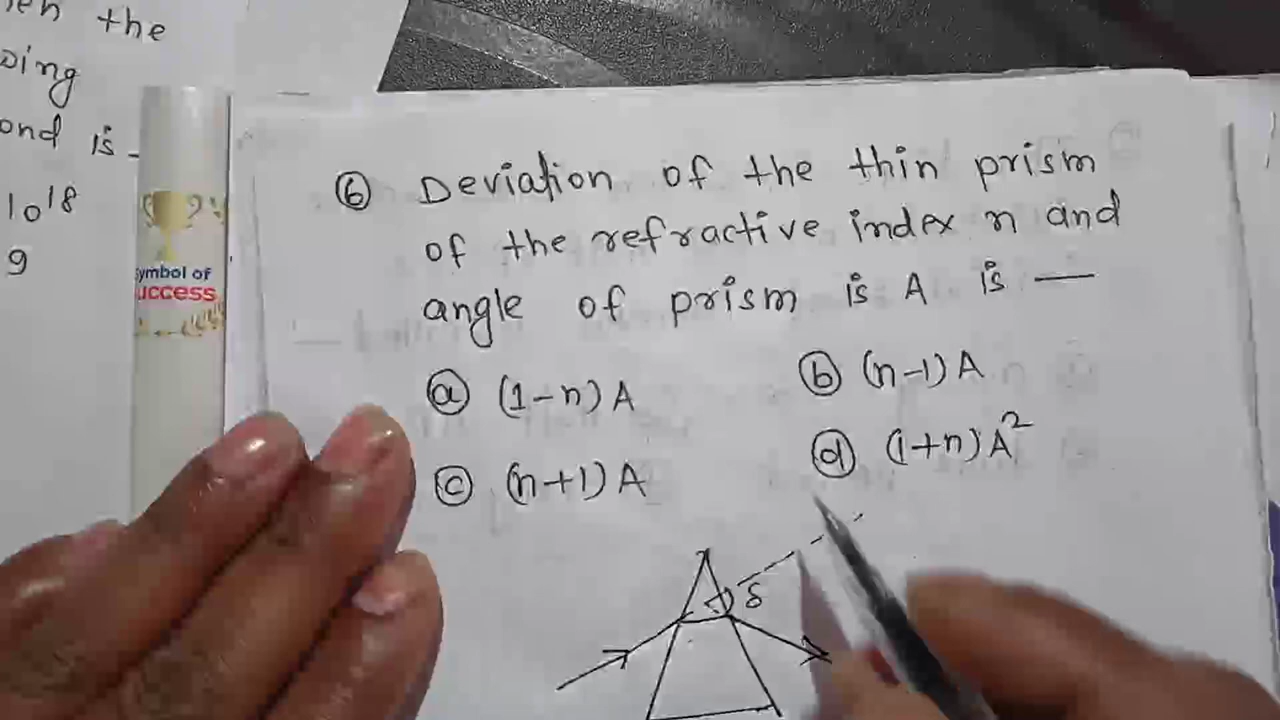 the
oing
ond is
10^18
9
Symbol of
Success
⑥ Deviation of the thin prism
of the refractive index n and
angle of prism is A is —
ⓐ (1-n) A ⓑ (n-1) A
ⓒ (n+1) A ⓓ (1+n) A²
δ